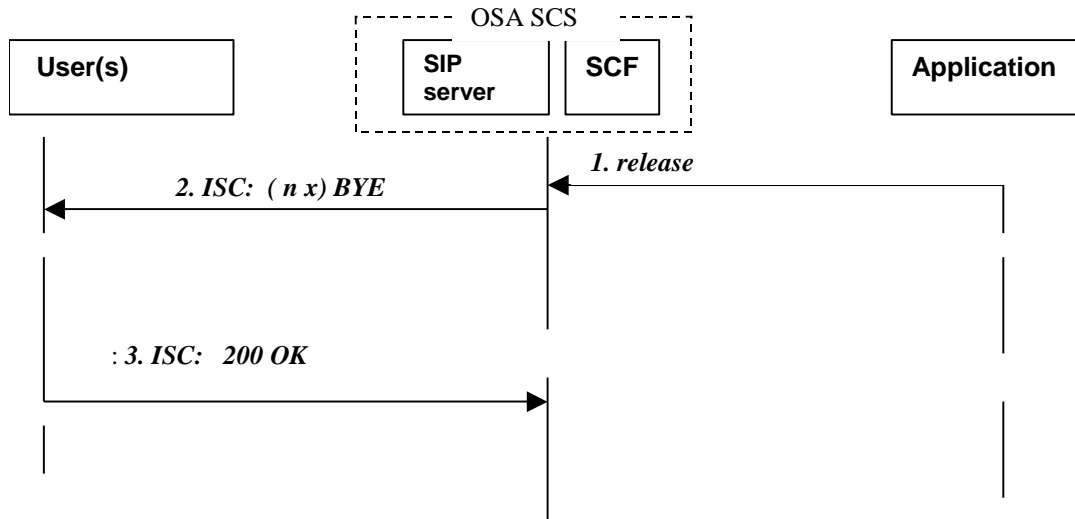 OSA SCS
User(s)
SIP
server
SCF
Application
1. release
2. ISC: ( n x) BYE
: 3. ISC: 200 OK